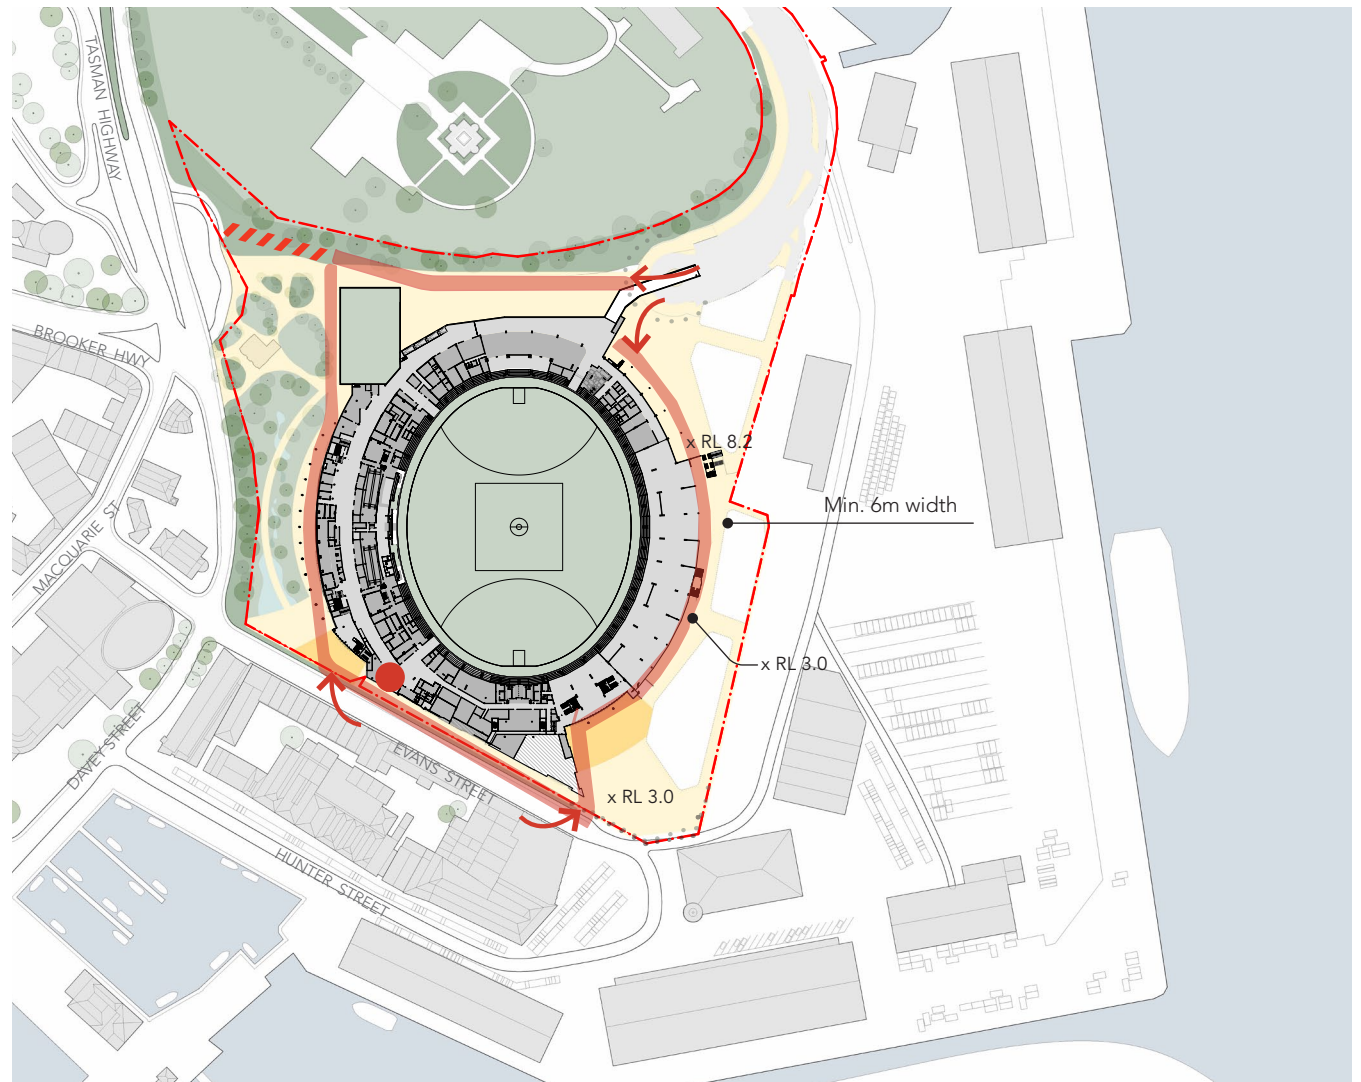 TASMAN HIGHWAY
BROOKER HWY
x RL 8.2
Min. 6m width
MACQUARIE ST
x RL 3.0
DAVEY STREET
EVANS STREET
x RL 3.0
HUNTER STREET